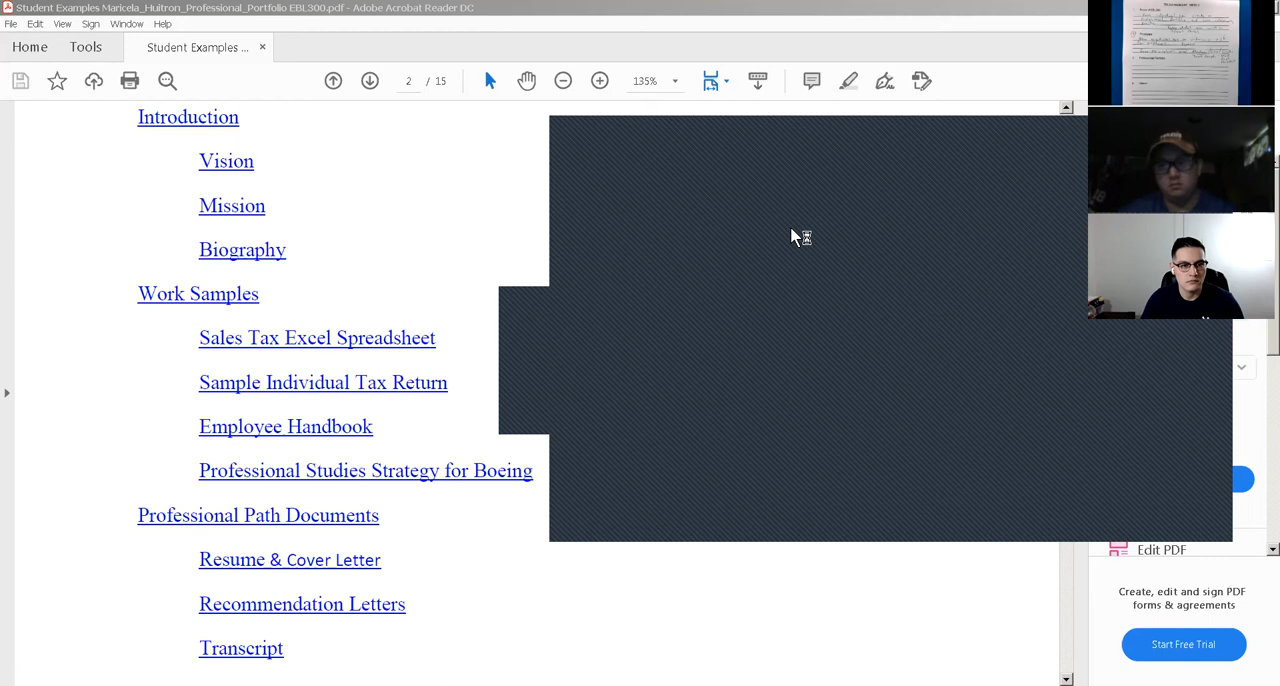 Student Examples Maricela_Huitron_Professional_Portfolio EBL300.pdf - Adobe Acrobat Reader DC
File Edit View Sign Window Help
Home Tools Student Examples ... ×
2 / 15 135%
Introduction
Vision
Mission
Biography
Work Samples
Sales Tax Excel Spreadsheet
Sample Individual Tax Return
Employee Handbook
Professional Studies Strategy for Boeing
Professional Path Documents
Resume & Cover Letter
Recommendation Letters
Transcript
Edit PDF
Create, edit and sign PDF
forms & agreements
Start Free Trial